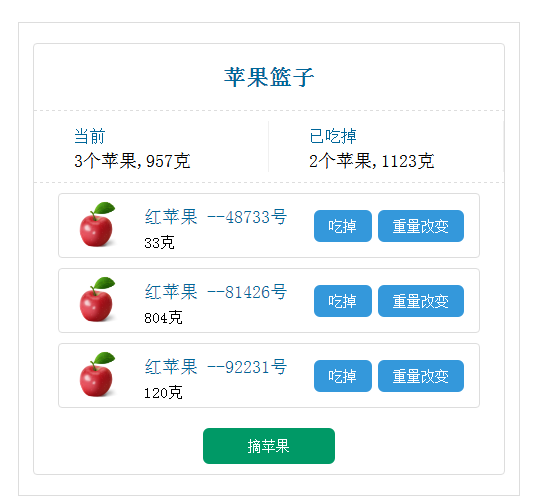 苹果篮子
当前
3个苹果,957克
已吃掉
2个苹果,1123克
红苹果 --48733号
33克
吃掉
重量改变
红苹果 --81426号
804克
吃掉
重量改变
红苹果 --92231号
120克
吃掉
重量改变
摘苹果